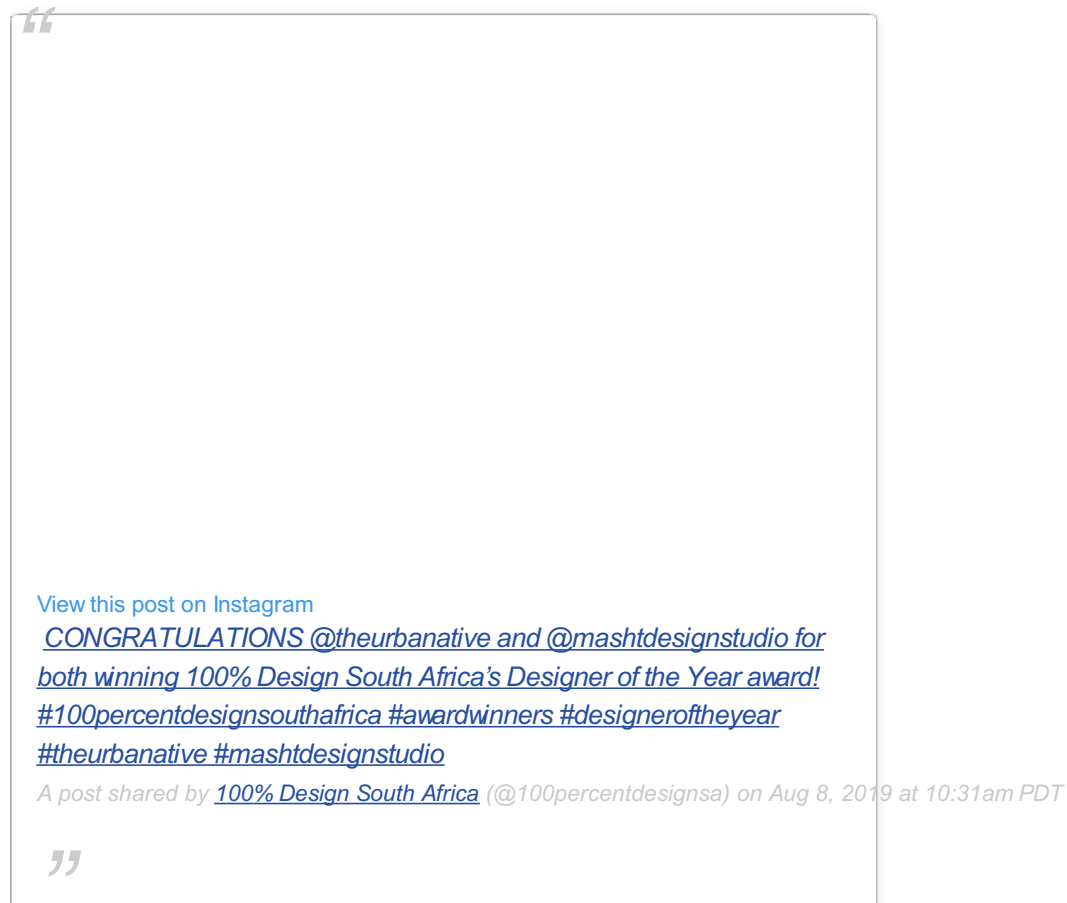 “
View this post on Instagram
CONGRATULATIONS @theurbanative and @mashtdesignstudio for
both winning 100% Design South Africa’s Designer of the Year award!
#100percentdesignsouthafrica #awardwinners #designeroftheyear
#theurbanative #mashtdesignstudio
A post shared by 100% Design South Africa (@100percentdesignsa) on Aug 8, 2019 at 10:31am PDT
”